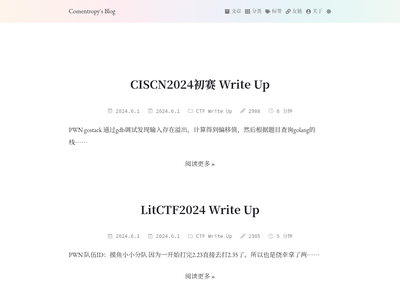 Comentropy's Blog 文章 分类 标签 友链 关于
CISCN2024初赛 Write Up
2024.6.1 2024.6.1 CTF Write Up 2988 6 分钟
PWN gostack 通过gdb调试发现输入存在溢出，计算得到偏移值，然后根据题目查询golang的
栈……
阅读更多 »
LitCTF2024 Write Up
2024.6.1 2024.6.1 CTF Write Up 2385 5 分钟
PWN 队伍ID：摸鱼小小分队 因为一开始打完2.23直接去打2.35了，所以也是侥幸拿了两……
阅读更多 »